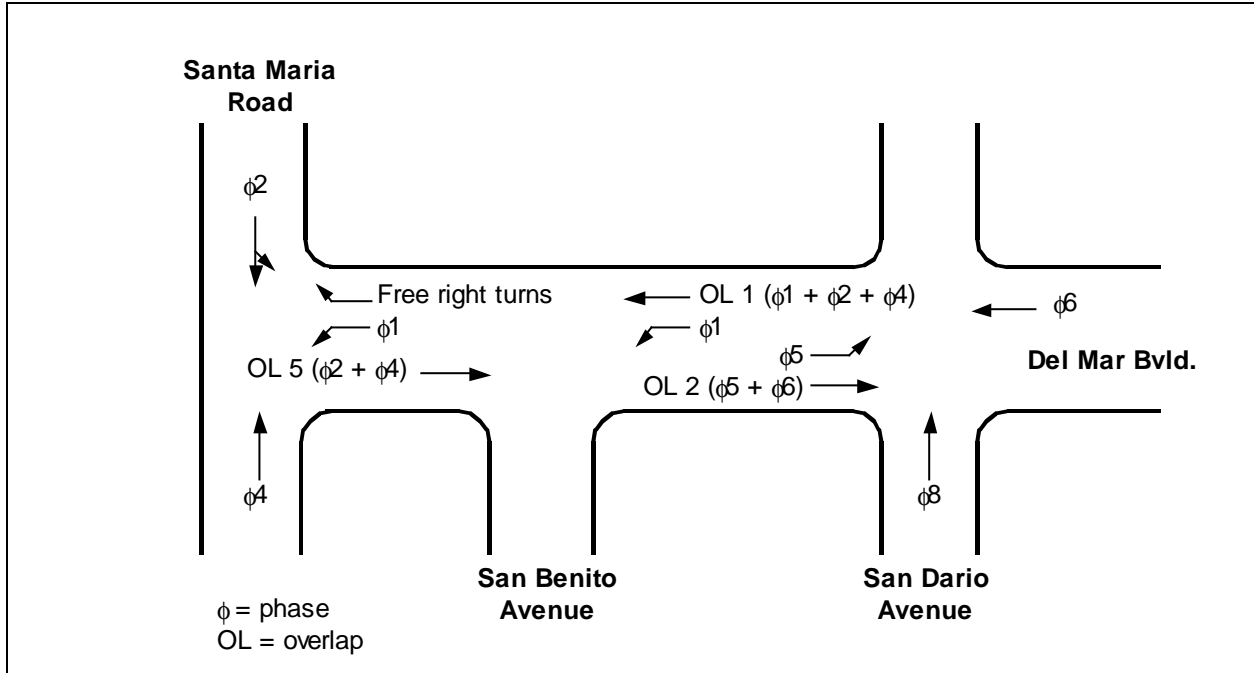 Santa Maria
Road
ϕ2
Free right turns
OL 1 (ϕ1 + ϕ2 + ϕ4)
ϕ6
ϕ1
ϕ1
ϕ5
Del Mar Bvld.
OL 5 (ϕ2 + ϕ4)
OL 2 (ϕ5 + ϕ6)
ϕ4
ϕ8
San Benito
Avenue
San Dario
Avenue
ϕ = phase
OL = overlap